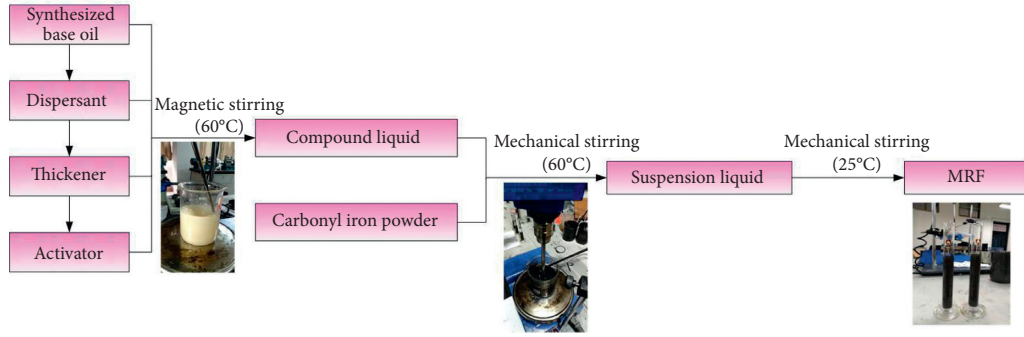 Synthesized
base oil
Dispersant
Thickener
Activator
Magnetic stirring
(60°C)
Compound liquid
Carbonyl iron powder
Mechanical stirring
(60°C)
Suspension liquid
Mechanical stirring
(25°C)
MRF